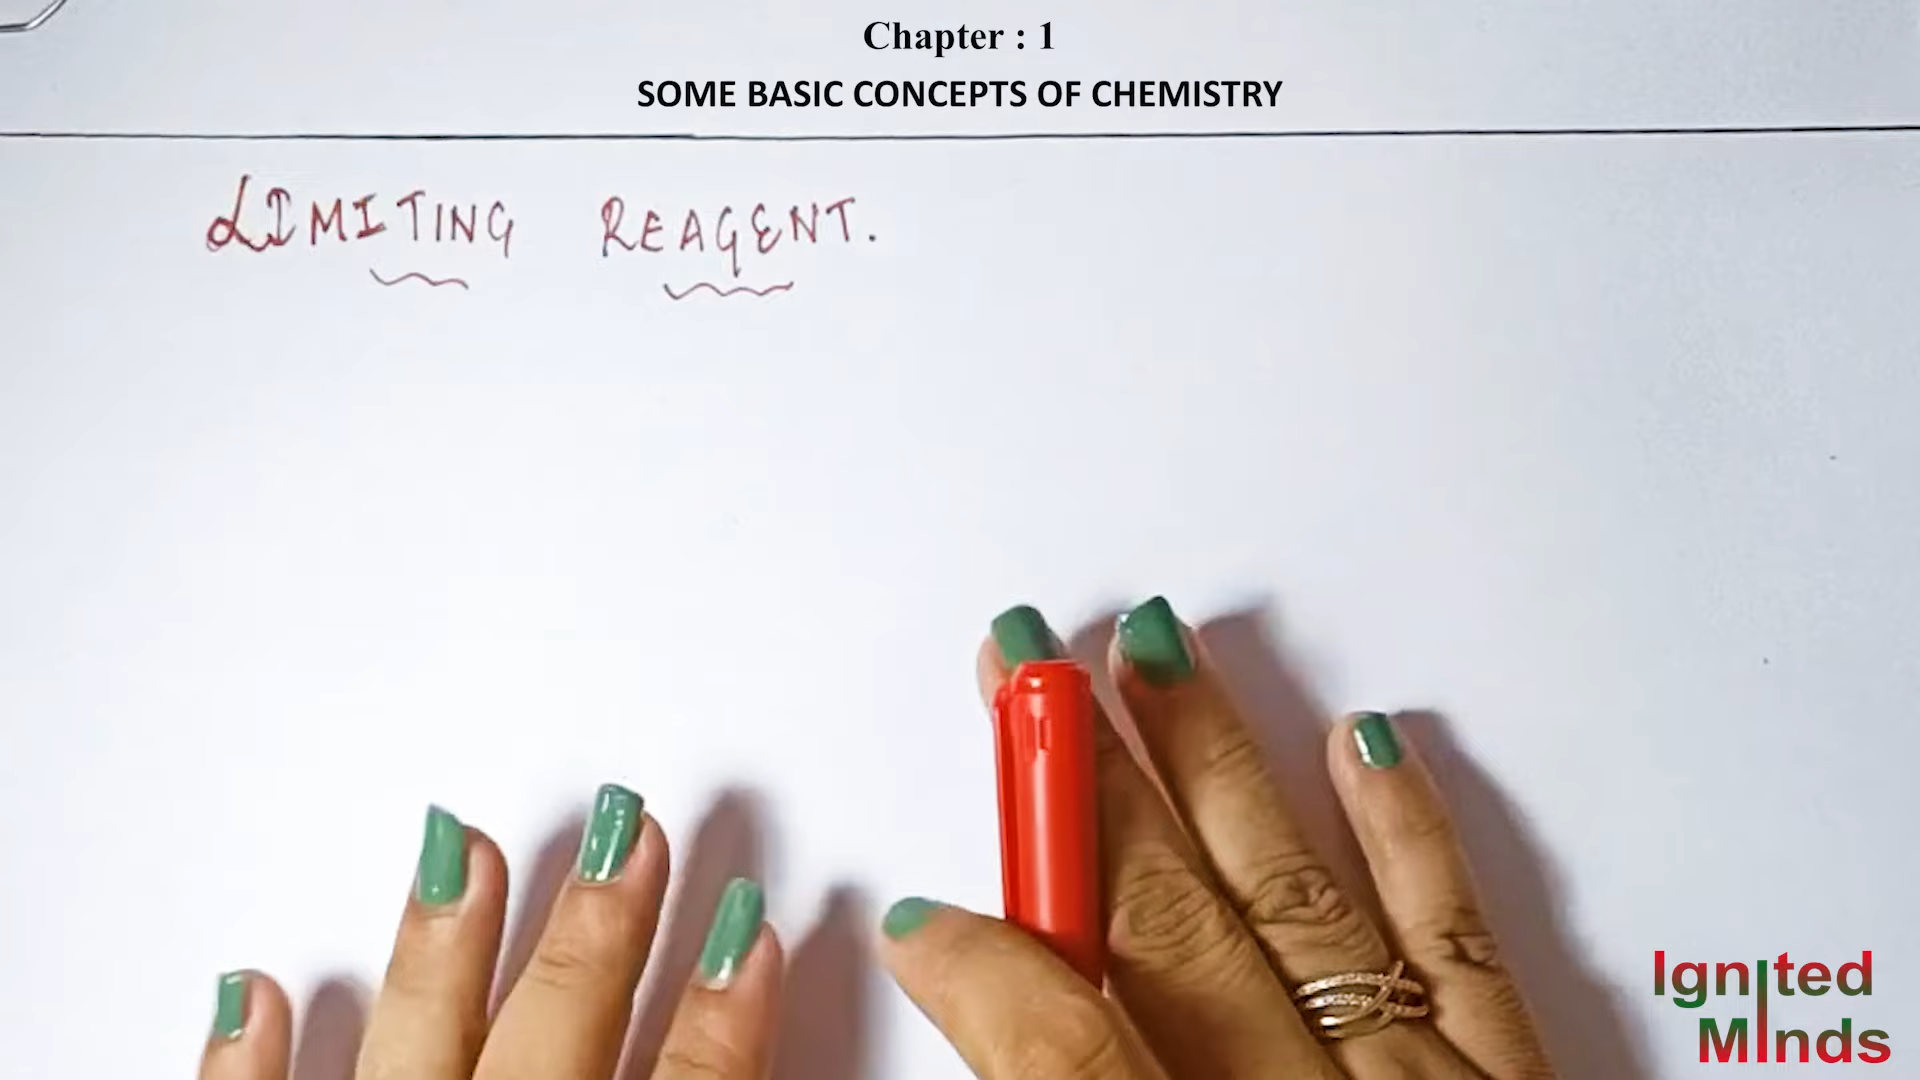 Chapter : 1
SOME BASIC CONCEPTS OF CHEMISTRY
LIMITING REAGENT.
Ignited
Minds